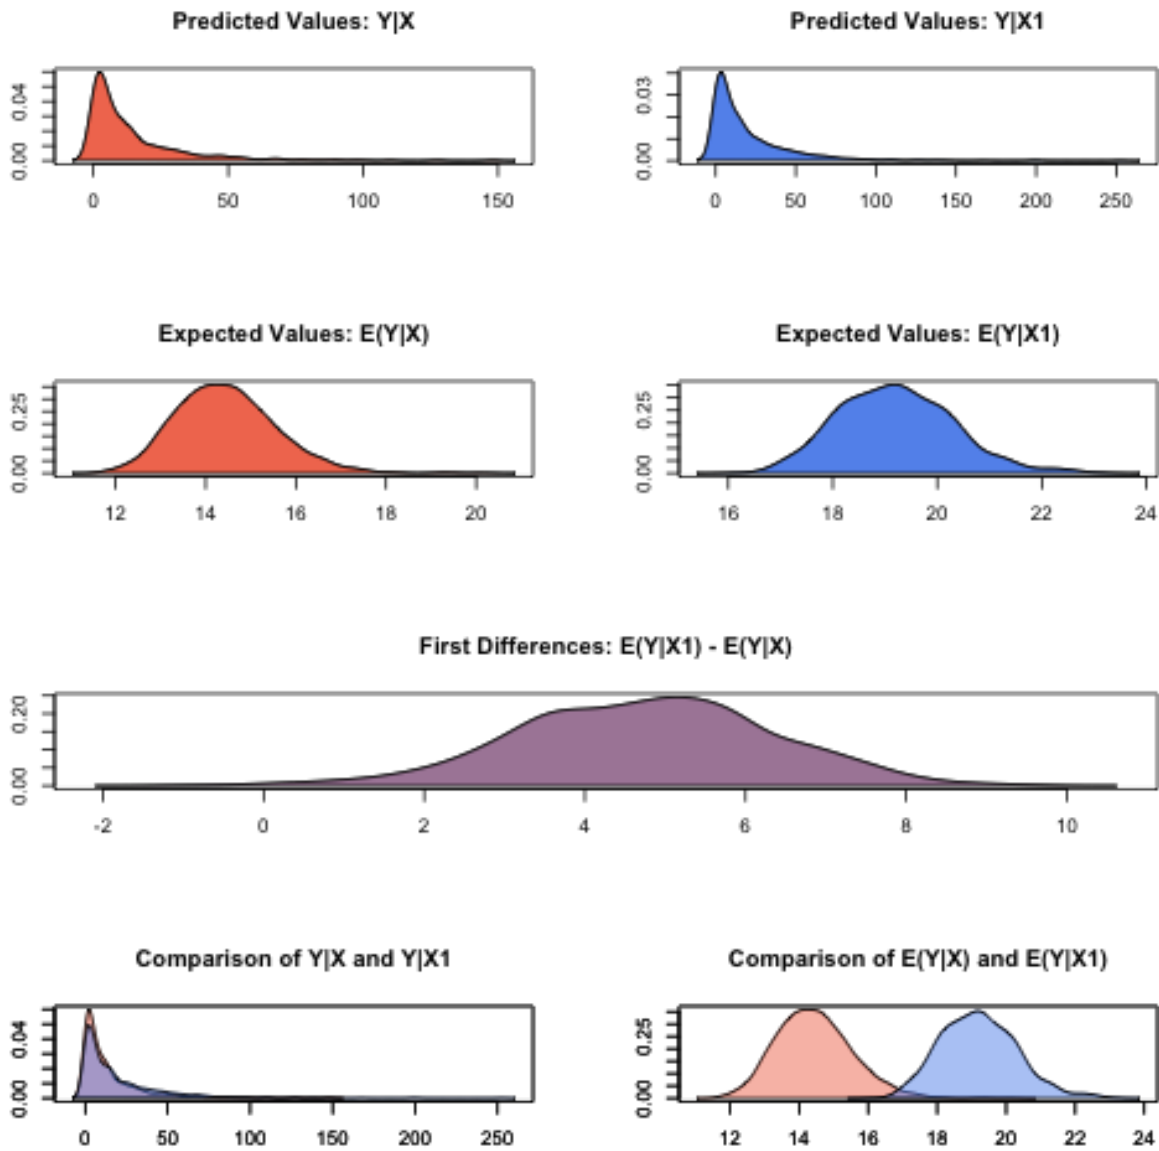 Predicted Values: Y|X
0.04
0.00
0 50 100 150
Predicted Values: Y|X1
0.03
0.00
0 50 100 150 200 250
Expected Values: E(Y|X)
0.25
0.00
12 14 16 18 20
Expected Values: E(Y|X1)
0.25
0.00
16 18 20 22 24
First Differences: E(Y|X1) - E(Y|X)
0.20
0.00
-2 0 2 4 6 8 10
Comparison of Y|X and Y|X1
0.04
0.00
0 50 100 150 200 250
Comparison of E(Y|X) and E(Y|X1)
0.25
0.00
12 14 16 18 20 22 24